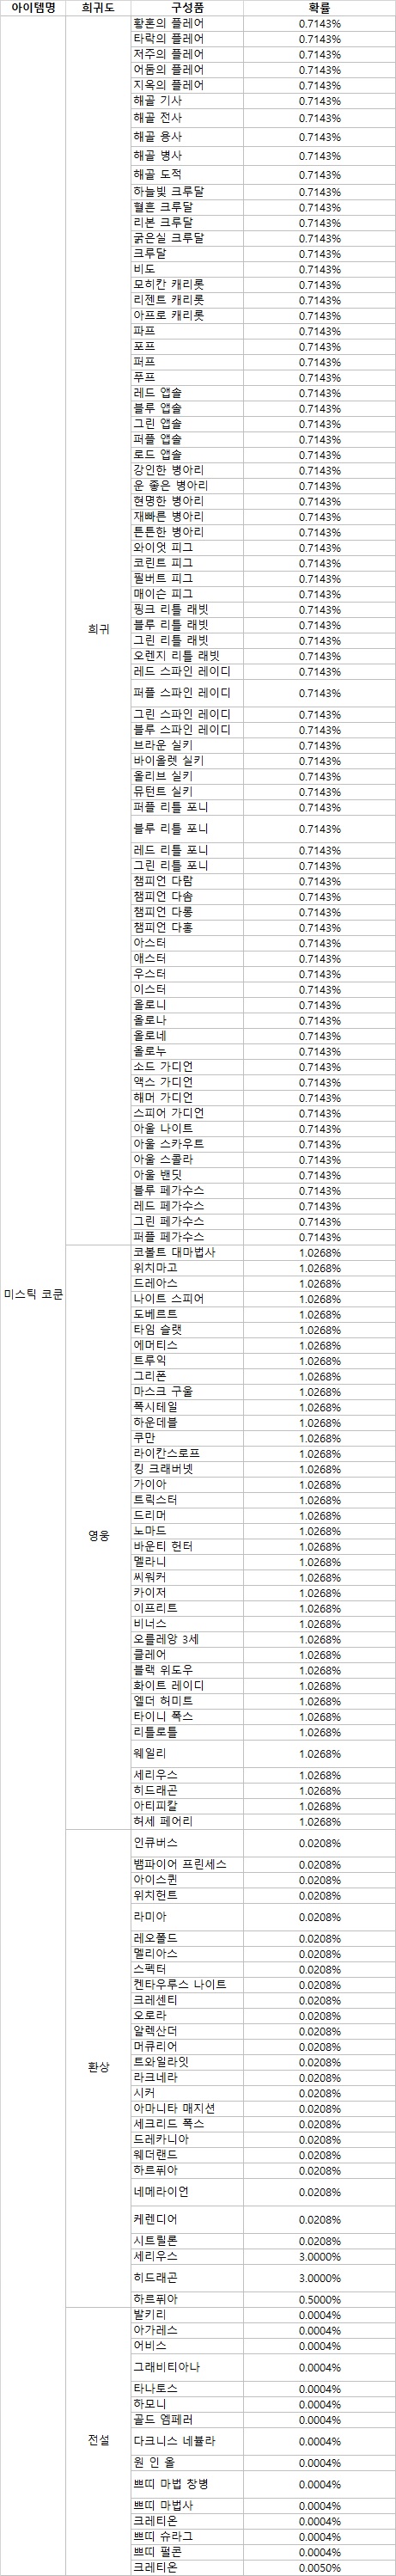 아이템명 희귀도 구성품 확률
황혼의 플레어 0.7143%
타락의 플레어 0.7143%
저주의 플레어 0.7143%
어둠의 플레어 0.7143%
지옥의 플레어 0.7143%
해골 기사 0.7143%
해골 전사 0.7143%
해골 용사 0.7143%
해골 병사 0.7143%
해골 도적 0.7143%
하늘빛 크루달 0.7143%
혈흔 크루달 0.7143%
리본 크루달 0.7143%
굵은실 크루달 0.7143%
크루달 0.7143%
비도 0.7143%
모히칸 캐리롯 0.7143%
리젠트 캐리롯 0.7143%
아프로 캐리롯 0.7143%
파프 0.7143%
포프 0.7143%
퍼프 0.7143%
푸프 0.7143%
레드 앱솔 0.7143%
블루 앱솔 0.7143%
그린 앱솔 0.7143%
퍼플 앱솔 0.7143%
로드 앱솔 0.7143%
강인한 병아리 0.7143%
운 좋은 병아리 0.7143%
현명한 병아리 0.7143%
재빠른 병아리 0.7143%
튼튼한 병아리 0.7143%
와이엇 피그 0.7143%
코린트 피그 0.7143%
필버트 피그 0.7143%
매이슨 피그 0.7143%
핑크 리틀 래빗 0.7143%
블루 리틀 래빗 0.7143%
희귀
그린 리틀 래빗 0.7143%
오렌지 리틀 래빗 0.7143%
레드 스파인 레이디 0.7143%
퍼플 스파인 레이디 0.7143%
그린 스파인 레이디 0.7143%
블루 스파인 레이디 0.7143%
브라운 실키 0.7143%
바이올렛 실키 0.7143%
올리브 실키 0.7143%
뮤턴트 실키 0.7143%
퍼플 리틀 포니 0.7143%
블루 리틀 포니 0.7143%
레드 리틀 포니 0.7143%
그린 리틀 포니 0.7143%
챔피언 다람 0.7143%
챔피언 다솜 0.7143%
챔피언 다롱 0.7143%
챔피언 다홍 0.7143%
아스터 0.7143%
애스터 0.7143%
우스터 0.7143%
이스터 0.7143%
올로니 0.7143%
올로나 0.7143%
올로네 0.7143%
올로누 0.7143%
소드 가디언 0.7143%
액스 가디언 0.7143%
해머 가디언 0.7143%
스피어 가디언 0.7143%
아울 나이트 0.7143%
아울 스카우트 0.7143%
아울 스콜라 0.7143%
아울 밴딧 0.7143%
블루 페가수스 0.7143%
레드 페가수스 0.7143%
그린 페가수스 0.7143%
퍼플 페가수스 0.7143%
코볼트 대마법사 1.0268%
위치마고 1.0268%
드레아스 1.0268%
미스틱 코쿤
나이트 스피어 1.0268%
도베르트 1.0268%
타임 슬랫 1.0268%
에머티스 1.0268%
트루익 1.0268%
그리폰 1.0268%
마스크 구울 1.0268%
폭시테일 1.0268%
하운데블 1.0268%
쿠만 1.0268%
라이칸스로프 1.0268%
킹 크래버넷 1.0268%
가이아 1.0268%
트릭스터 1.0268%
드리머 1.0268%
노마드 1.0268%
영웅
바운티 헌터 1.0268%
멜라니 1.0268%
씨워커 1.0268%
카이저 1.0268%
이프리트 1.0268%
비너스 1.0268%
오를레앙 3세 1.0268%
클레어 1.0268%
블랙 위도우 1.0268%
화이트 레이디 1.0268%
엘더 허미트 1.0268%
타이니 폭스 1.0268%
리틀로틀 1.0268%
웨일리 1.0268%
세리우스 1.0268%
히드래곤 1.0268%
아티피칼 1.0268%
허세 페어리 1.0268%
인큐버스 0.0208%
뱀파이어 프린세스 0.0208%
아이스퀸 0.0208%
위치헌트 0.0208%
라미아 0.0208%
레오폴드 0.0208%
멜리아스 0.0208%
스펙터 0.0208%
켄타우루스 나이트 0.0208%
크레센티 0.0208%
오로라 0.0208%
알렉산더 0.0208%
머큐리어 0.0208%
트와일라잇 0.0208%
환상
라크네라 0.0208%
시커 0.0208%
아마니타 매지션 0.0208%
세크리드 폭스 0.0208%
드레카니아 0.0208%
웨더랜드 0.0208%
하르퓌아 0.0208%
네메라이언 0.0208%
케렌디어 0.0208%
시트릴론 0.0208%
세리우스 3.0000%
히드래곤 3.0000%
하르퓌아 0.5000%
발키리 0.0004%
아가레스 0.0004%
어비스 0.0004%
그래비티아나 0.0004%
타나토스 0.0004%
하모니 0.0004%
골드 엠페러 0.0004%
전설
다크니스 네뷸라 0.0004%
원 인 올 0.0004%
쁘띠 마법 창병 0.0004%
쁘띠 마법사 0.0004%
크레티온 0.0004%
쁘띠 슈라그 0.0004%
쁘띠 펄콘 0.0004%
크레티온 0.0050%